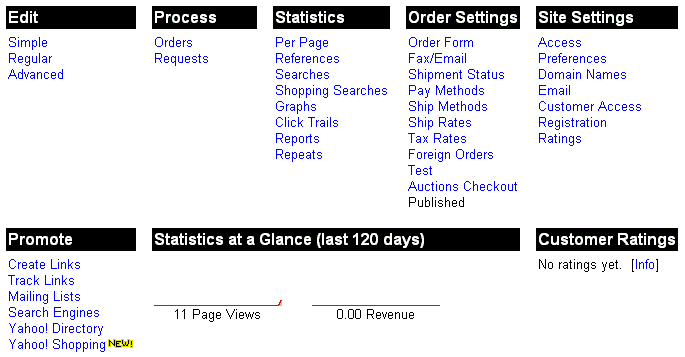 Edit
Simple
Regular
Advanced
Process
Orders
Requests
Statistics
Per Page
References
Searches
Shopping Searches
Graphs
Click Trails
Reports
Repeats
Order Settings
Order Form
Fax/Email
Shipment Status
Pay Methods
Ship Methods
Ship Rates
Tax Rates
Foreign Orders
Test
Auctions Checkout
Published
Site Settings
Access
Preferences
Domain Names
Email
Customer Access
Registration
Ratings
Promote
Create Links
Track Links
Mailing Lists
Search Engines
Yahoo! Directory
Yahoo! Shopping NEW!
Statistics at a Glance (last 120 days)
11 Page Views
0.00 Revenue
Customer Ratings
No ratings yet. [Info]